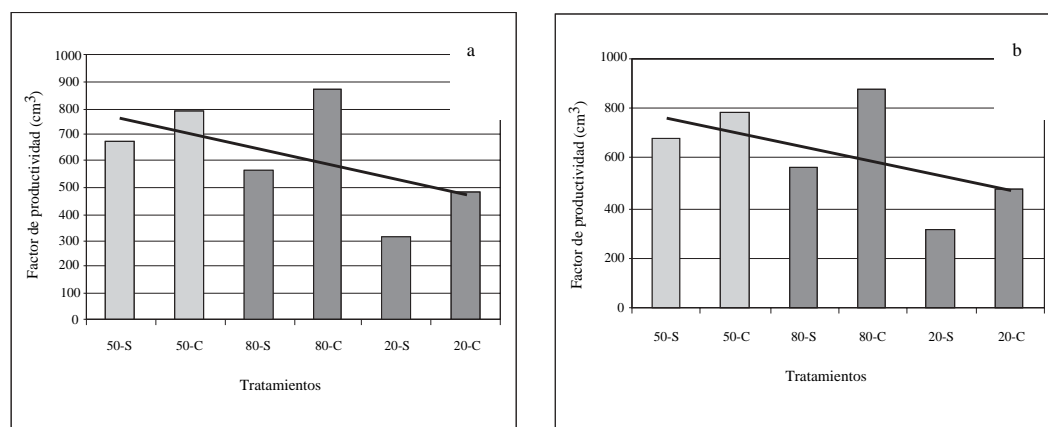 a
Factor de productividad (cm³)
1000
900
800
700
600
500
400
300
200
100
0
50-S 50-C 80-S 80-C 20-S 20-C
Tratamientos
b
Factor de productividad (cm³)
1000
800
600
400
200
0
50-S 50-C 80-S 80-C 20-S 20-C
Tratamientos